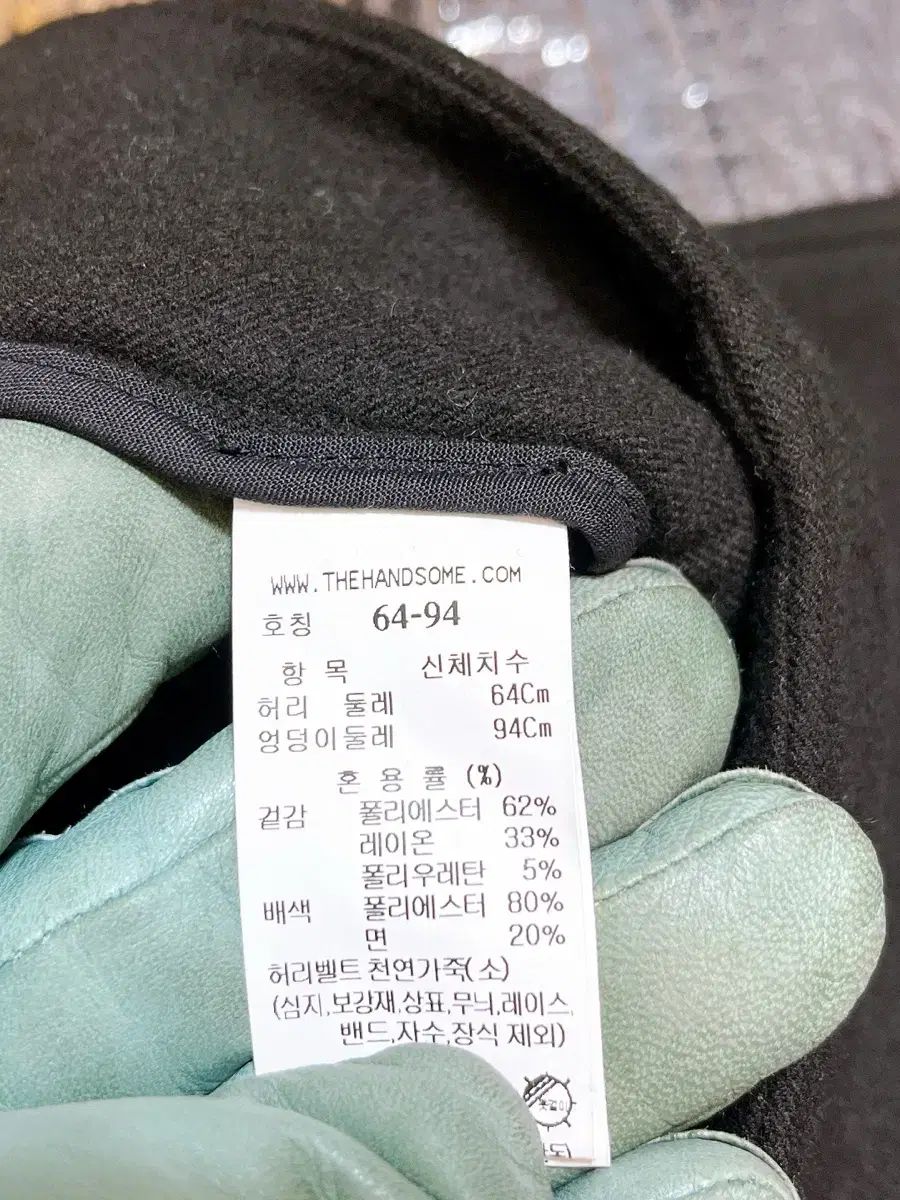 WWW.THEHANDSOME.COM
호칭 64-94
항 목 신체치수
허리 둘레 64Cm
엉덩이둘레 94Cm
혼 용 률 (%)
겉감 폴리에스터 62%
레이온 33%
폴리우레탄 5%
배색 폴리에스터 80%
면 20%
허리벨트 천연가죽(소)
(심지,보강재,상표,무늬,레이스,
밴드,자수,장식 제외)
옷걸이